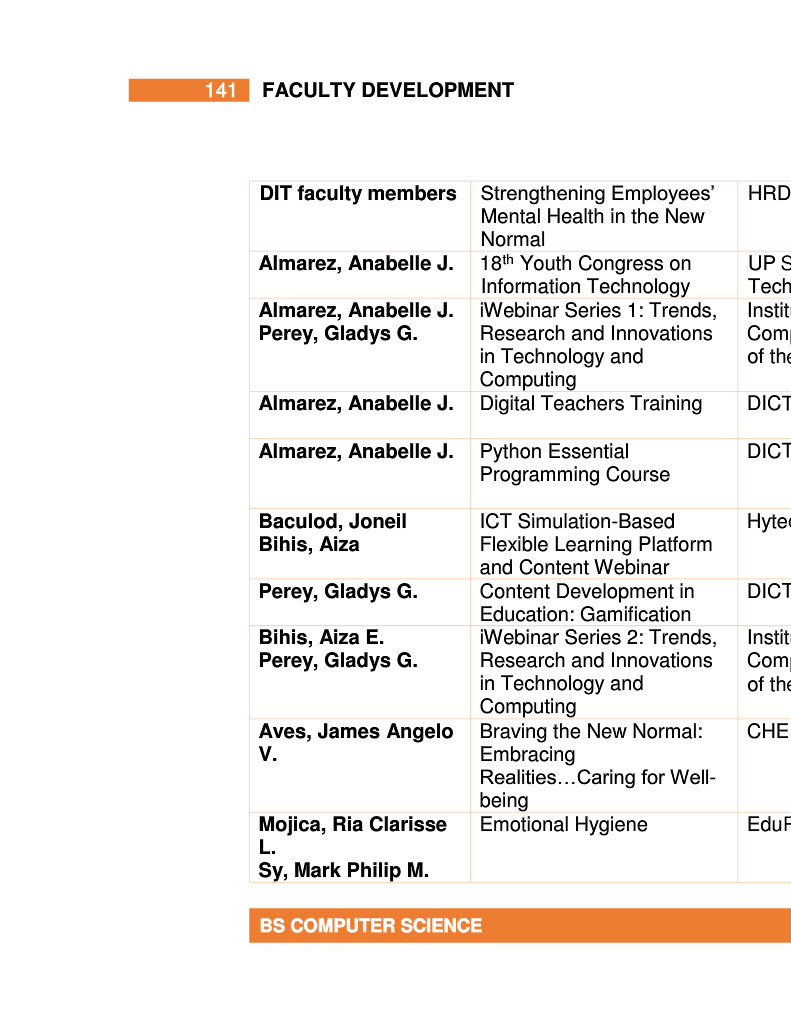 141 FACULTY DEVELOPMENT
DIT faculty members
Strengthening Employees’
Mental Health in the New
Normal
HRD
Almarez, Anabelle J.
18th Youth Congress on
Information Technology
UP S
Tech
Almarez, Anabelle J.
Perey, Gladys G.
iWebinar Series 1: Trends,
Research and Innovations
in Technology and
Computing
Instit
Comp
of the
Almarez, Anabelle J.
Digital Teachers Training
DICT
Almarez, Anabelle J.
Python Essential
Programming Course
DICT
Baculod, Joneil
Bihis, Aiza
ICT Simulation-Based
Flexible Learning Platform
and Content Webinar
Hytec
Perey, Gladys G.
Content Development in
Education: Gamification
DICT
Bihis, Aiza E.
Perey, Gladys G.
iWebinar Series 2: Trends,
Research and Innovations
in Technology and
Computing
Instit
Comp
of the
Aves, James Angelo
V.
Braving the New Normal:
Embracing
Realities…Caring for Well-
being
CHE
Mojica, Ria Clarisse
L.
Sy, Mark Philip M.
Emotional Hygiene
EduF
BS COMPUTER SCIENCE